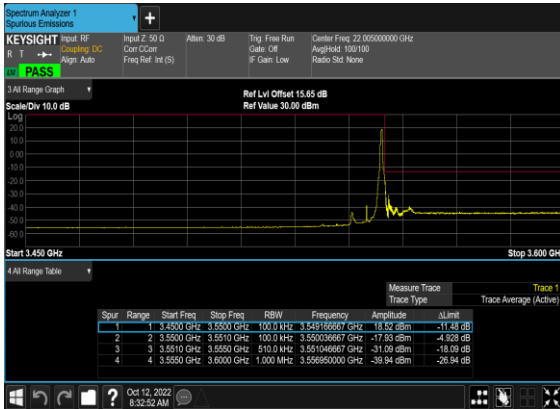 Spectrum Analyzer 1
Spurious Emissions
+
KEYSIGHT Input: RF Input Z: 50 Ω Atten: 30 dB Trig: Free Run Center Freq: 22.005000000 GHz
R T Coupling: DC Corr CCorr Gate: Off Avg|Hold: 100/100
Align: Auto Freq Ref: Int (S) IF Gain: Low Radio Std: None
PASS
3 All Range Graph
Ref Lvl Offset 15.65 dB
Scale/Div 10.0 dB Ref Value 30.00 dBm
Log
20.0
10.0
0.00
-10.0
-20.0
-30.0
-40.0
-50.0
-60.0
Start 3.450 GHz Stop 3.600 GH
4 All Range Table
Measure Trace Trace 1
Trace Type Trace Average (Active)
Spur Range Start Freq Stop Freq RBW Frequency Amplitude ΔLimit
1 1 3.4500 GHz 3.5500 GHz 100.0 kHz 3.549166667 GHz 18.52 dBm -11.48 dB
2 2 3.5500 GHz 3.5510 GHz 100.0 kHz 3.550036667 GHz -17.93 dBm -4.928 dB
3 3 3.5510 GHz 3.5550 GHz 510.0 kHz 3.551046667 GHz -31.09 dBm -18.09 dB
4 4 3.5550 GHz 3.6000 GHz 1.000 MHz 3.556950000 GHz -39.94 dBm -26.94 dB
? Oct 12, 2022
8:32:52 AM